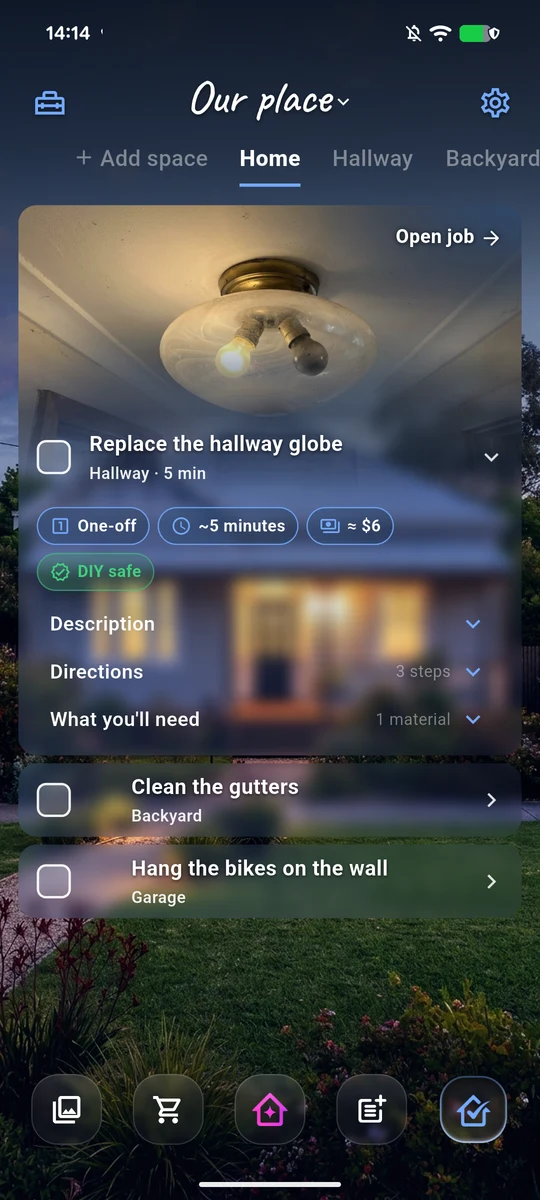 14:14
Our place
+ Add space Home Hallway Backyard
Open job →
Replace the hallway globe
Hallway · 5 min
1 One-off ~5 minutes ≈ $6
DIY safe
Description
Directions 3 steps
What you'll need 1 material
Clean the gutters
Backyard
Hang the bikes on the wall
Garage